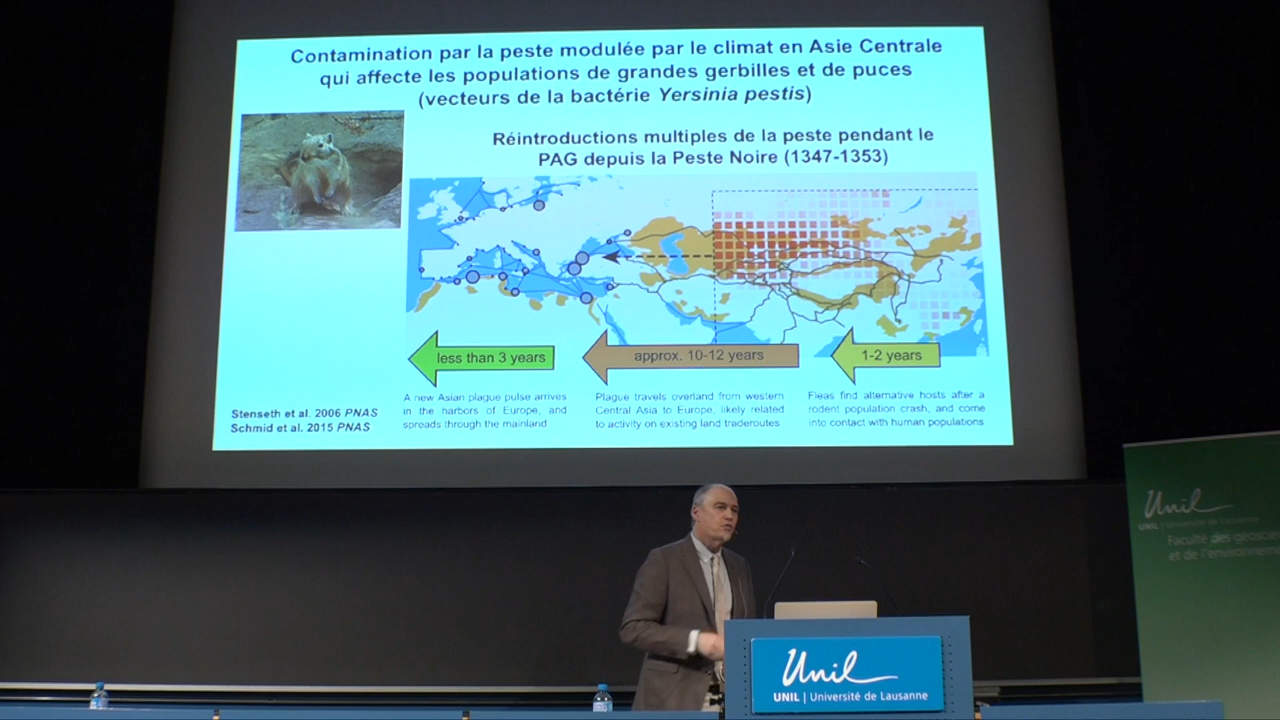 Contamination par la peste modulée par le climat en Asie Centrale
qui affecte les populations de grandes gerbilles et de puces
(vecteurs de la bactérie Yersinia pestis)
Réintroductions multiples de la peste pendant le
PAG depuis la Peste Noire (1347-1353)
less than 3 years
approx. 10-12 years
1-2 years
A new Asian plague pulse arrives
in the harbors of Europe, and
spreads through the mainland
Plague travels overland from western
Central Asia to Europe, likely related
to activity on existing land traderoutes
Fleas find alternative hosts after a
rodent population crash, and come
into contact with human populations
Stenseth et al. 2006 PNAS
Schmid et al. 2015 PNAS
Unil
UNIL | Université de Lausanne
Faculté des géoscie
et de l'environneme
Unil
UNIL | Université de Lausanne